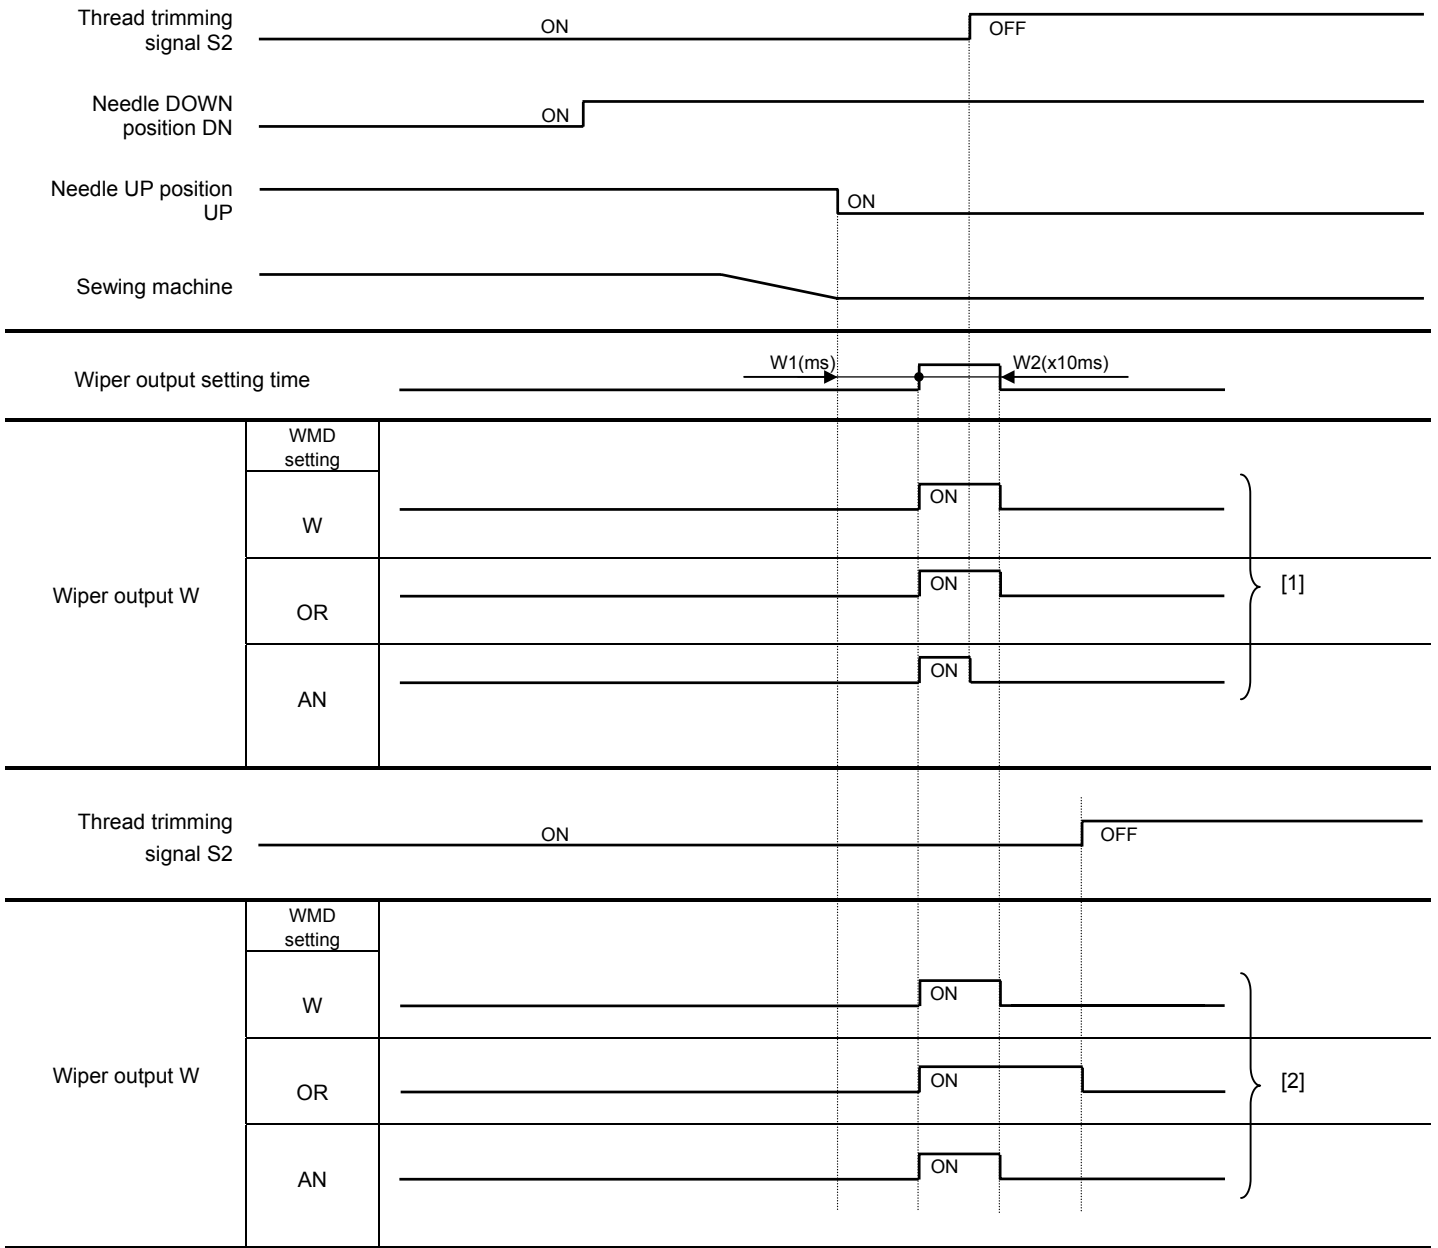 Thread trimming
signal S2
ON
OFF
Needle DOWN
position DN
ON
Needle UP position
UP
ON
Sewing machine
Wiper output setting time
W1(ms)
W2(x10ms)
WMD
setting
W
ON
Wiper output W
OR
ON
[1]
AN
ON
Thread trimming
signal S2
ON
OFF
WMD
setting
W
ON
Wiper output W
OR
ON
[2]
AN
ON